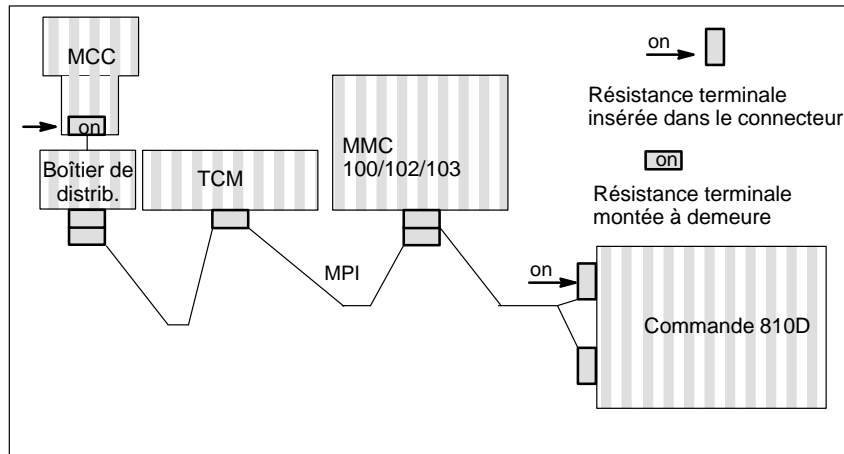 MCC
on
Boîtier de
distrib.
TCM
MMC
100/102/103
MPI
on
Résistance terminale
insérée dans le connecteur
on
Résistance terminale
montée à demeure
on
Commande 810D